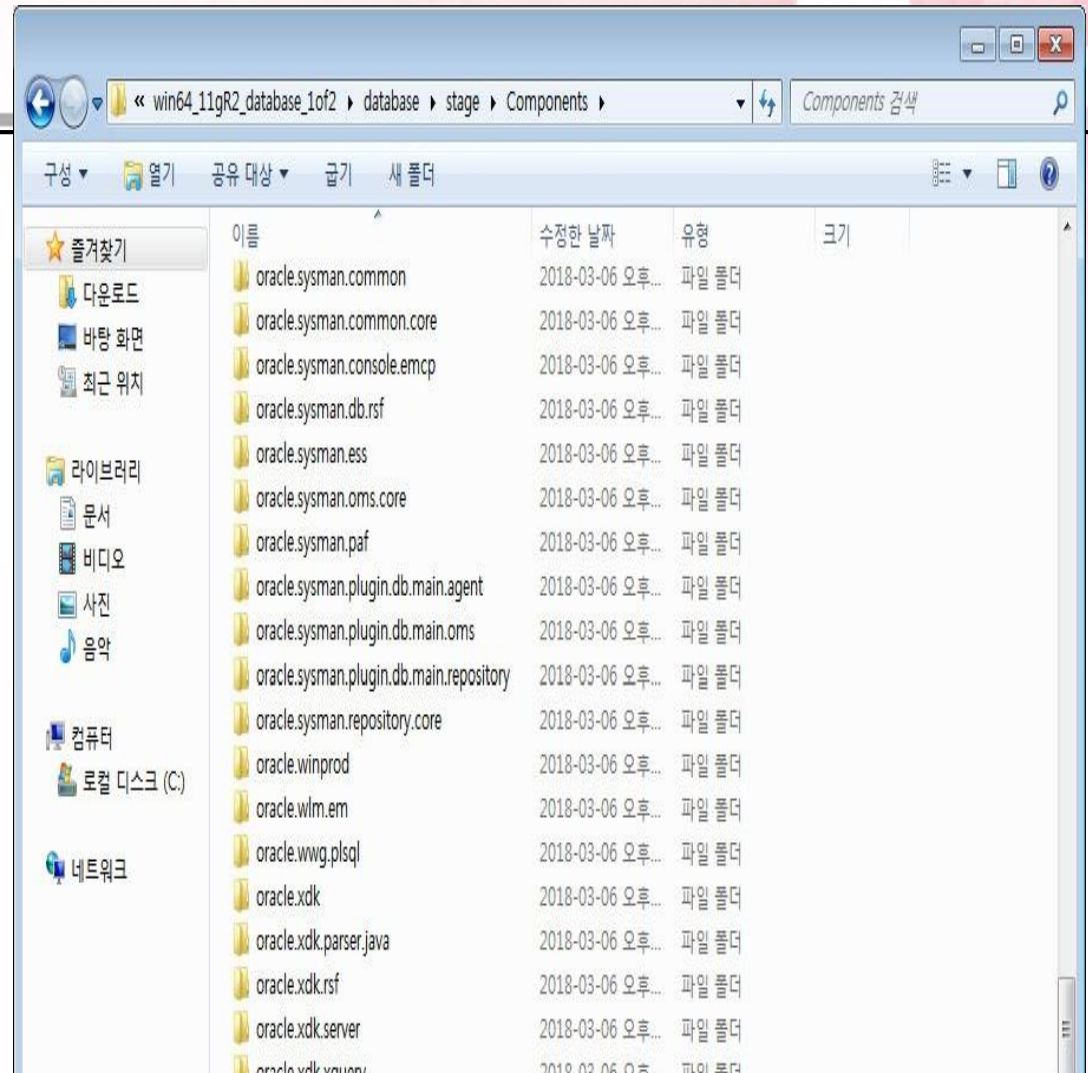 « win64_11gR2_database_1of2 ▸ database ▸ stage ▸ Components ▸ Components 검색
구성 ▼ 열기 공유 대상 ▼ 굽기 새 폴더
이름 수정한 날짜 유형 크기
즐겨찾기
다운로드
바탕 화면
최근 위치
라이브러리
문서
비디오
사진
음악
컴퓨터
로컬 디스크 (C:)
네트워크
oracle.sysman.common 2018-03-06 오후... 파일 폴더
oracle.sysman.common.core 2018-03-06 오후... 파일 폴더
oracle.sysman.console.emcp 2018-03-06 오후... 파일 폴더
oracle.sysman.db.rsf 2018-03-06 오후... 파일 폴더
oracle.sysman.ess 2018-03-06 오후... 파일 폴더
oracle.sysman.oms.core 2018-03-06 오후... 파일 폴더
oracle.sysman.paf 2018-03-06 오후... 파일 폴더
oracle.sysman.plugin.db.main.agent 2018-03-06 오후... 파일 폴더
oracle.sysman.plugin.db.main.oms 2018-03-06 오후... 파일 폴더
oracle.sysman.plugin.db.main.repository 2018-03-06 오후... 파일 폴더
oracle.sysman.repository.core 2018-03-06 오후... 파일 폴더
oracle.winprod 2018-03-06 오후... 파일 폴더
oracle.wlm.em 2018-03-06 오후... 파일 폴더
oracle.wwg.plsql 2018-03-06 오후... 파일 폴더
oracle.xdk 2018-03-06 오후... 파일 폴더
oracle.xdk.parser.java 2018-03-06 오후... 파일 폴더
oracle.xdk.rsf 2018-03-06 오후... 파일 폴더
oracle.xdk.server 2018-03-06 오후... 파일 폴더
oracle.xdk.xquery 2018-03-06 오후... 파일 폴더